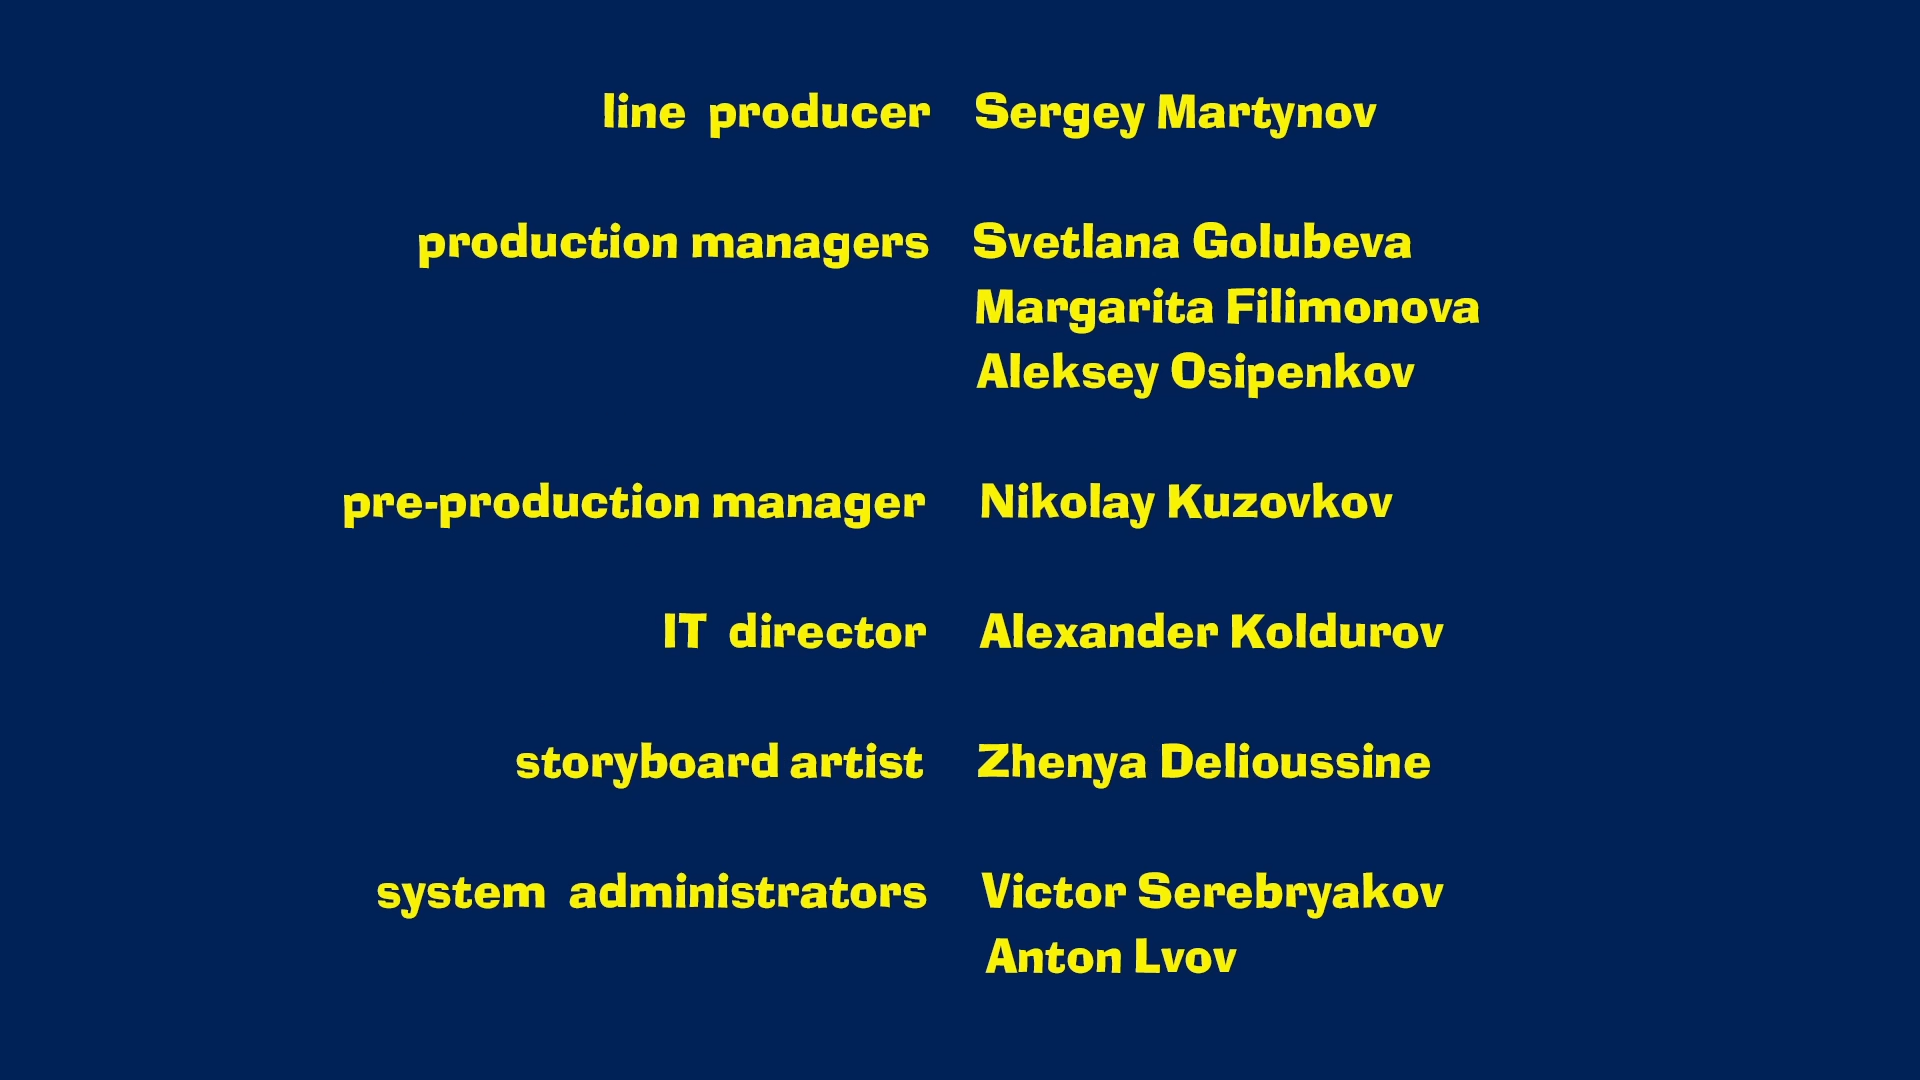 line producer Sergey Martynov
production managers Svetlana Golubeva
Margarita Filimonova
Aleksey Osipenkov
pre-production manager Nikolay Kuzovkov
IT director Alexander Koldurov
storyboard artist Zhenya Delioussine
system administrators Victor Serebryakov
Anton Lvov